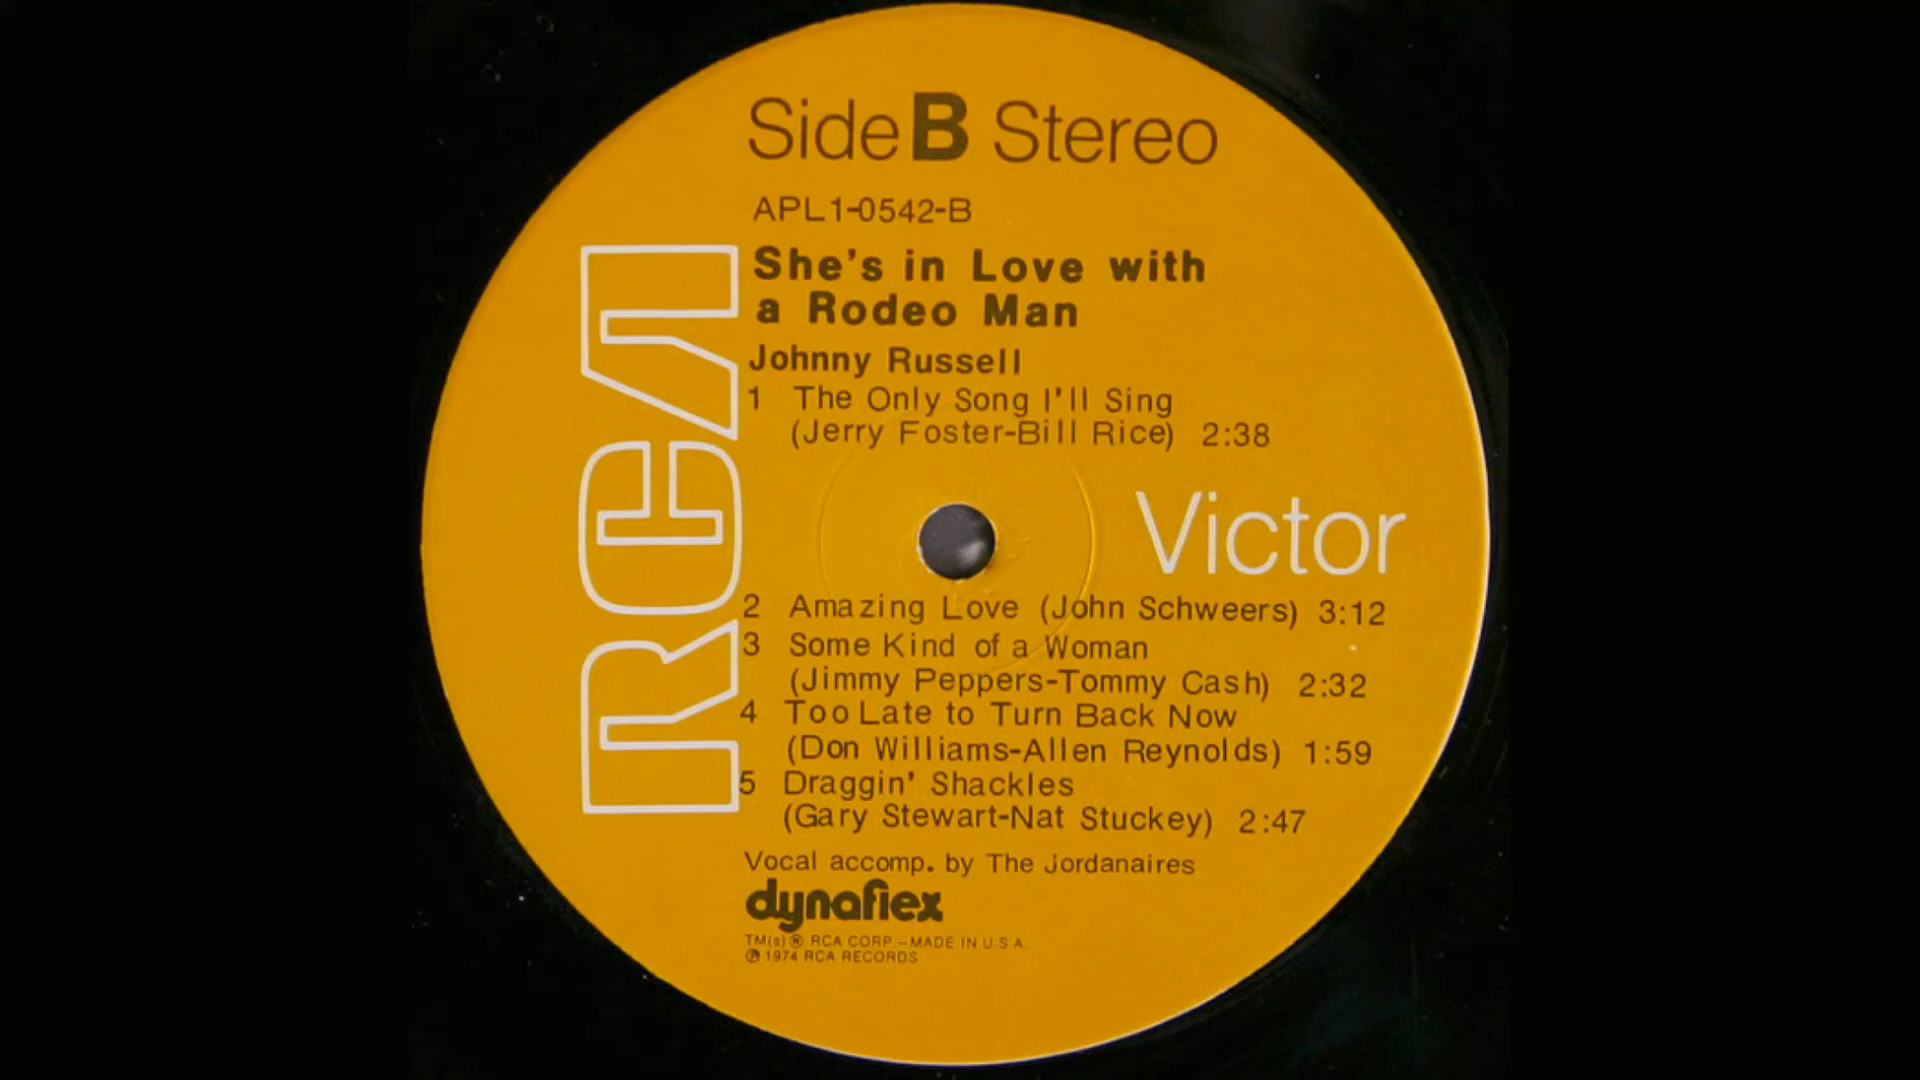 Side B Stereo
APL1-0542-B
She's in Love with
a Rodeo Man
Johnny Russell
1 The Only Song I'll Sing
(Jerry Foster-Bill Rice) 2:38
RCA
Victor
2 Amazing Love (John Schweers) 3:12
3 Some Kind of a Woman
(Jimmy Peppers-Tommy Cash) 2:32
4 Too Late to Turn Back Now
(Don Williams-Allen Reynolds) 1:59
5 Draggin' Shackles
(Gary Stewart-Nat Stuckey) 2:47
Vocal accomp. by The Jordanaires
dynaflex
TM(s) ® RCA CORP.—MADE IN U.S.A.
℗ 1974 RCA RECORDS